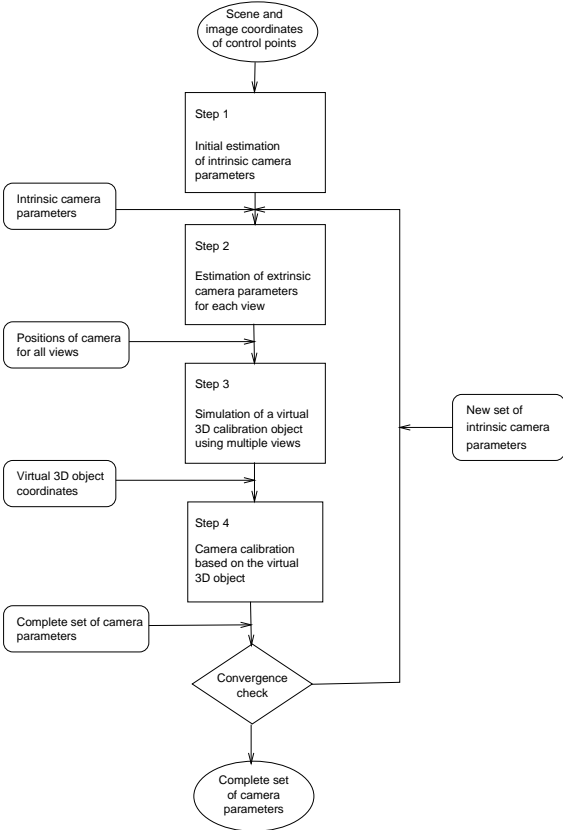 Scene and
image coordinates
of control points
Step 1
Initial estimation
of intrinsic camera
parameters
Intrinsic camera
parameters
Step 2
Estimation of extrinsic
camera parameters
for each view
Positions of camera
for all views
Step 3
Simulation of a virtual
3D calibration object
using multiple views
New set of
intrinsic camera
parameters
Virtual 3D object
coordinates
Step 4
Camera calibration
based on the virtual
3D object
Complete set of camera
parameters
Convergence
check
Complete set
of camera
parameters